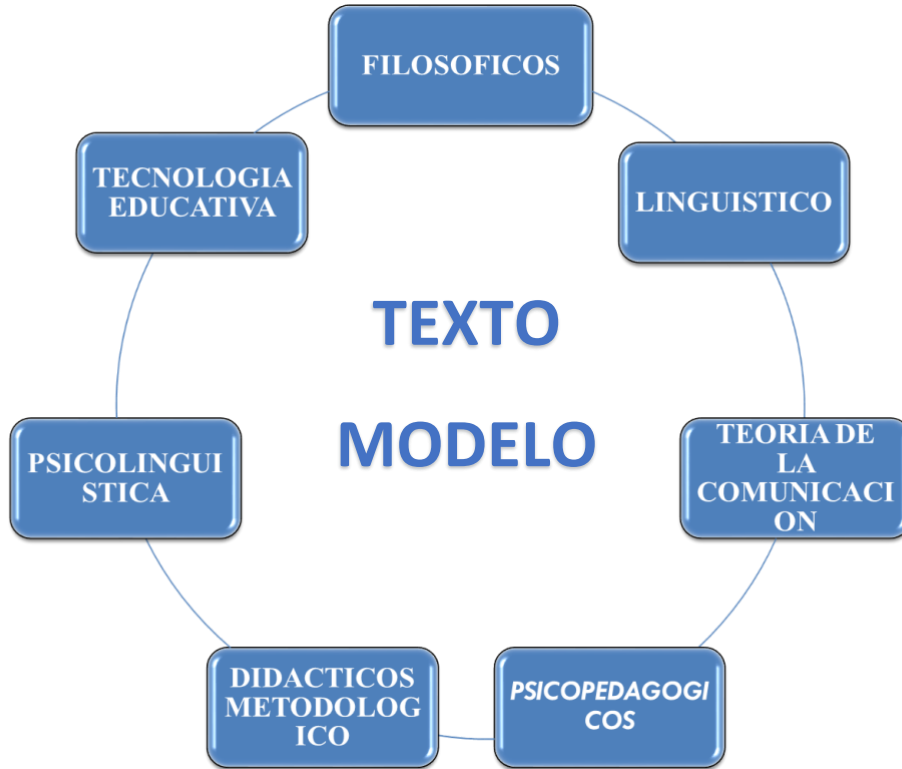 FILOSOFICOS
LINGUISTICO
TEORIA DE
LA
COMUNICACI
ON
PSICOPEDAGOGI
COS
DIDACTICOS
METODOLOG
ICO
PSICOLINGUI
STICA
TECNOLOGIA
EDUCATIVA
TEXTO
MODELO